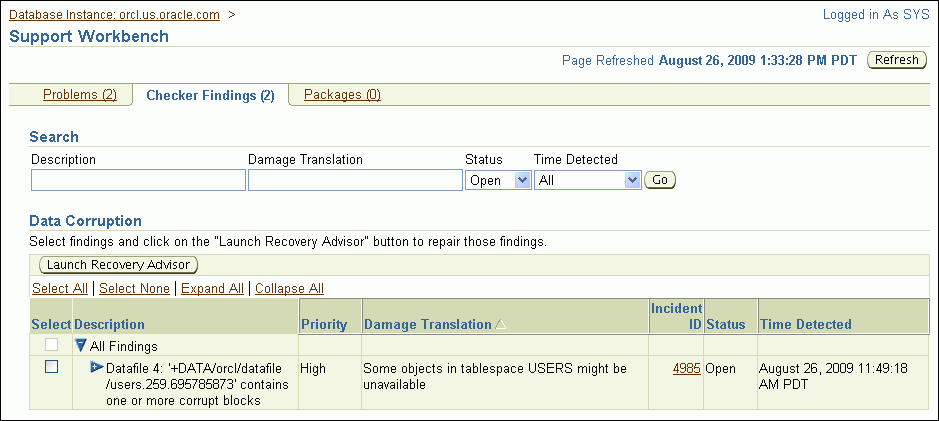 Database Instance: orcl.us.oracle.com >
Logged in As SYS
Support Workbench
Page Refreshed August 26, 2009 1:33:28 PM PDT Refresh
Problems (2) Checker Findings (2) Packages (0)
Search
Description Damage Translation Status Time Detected
Open All Go
Data Corruption
Select findings and click on the "Launch Recovery Advisor" button to repair those findings.
Launch Recovery Advisor
Select All | Select None | Expand All | Collapse All
Select Description Priority Damage Translation Incident ID Status Time Detected
All Findings
Datafile 4: '+DATA/orcl/datafile
/users.259.695785873' contains
one or more corrupt blocks
High
Some objects in tablespace USERS might be
unavailable
4985 Open
August 26, 2009 11:49:18
AM PDT